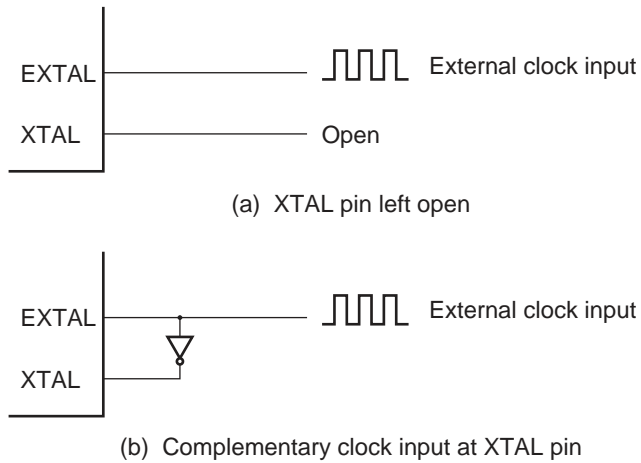 EXTAL
External clock input
XTAL
Open
(a) XTAL pin left open
EXTAL
External clock input
XTAL
(b) Complementary clock input at XTAL pin